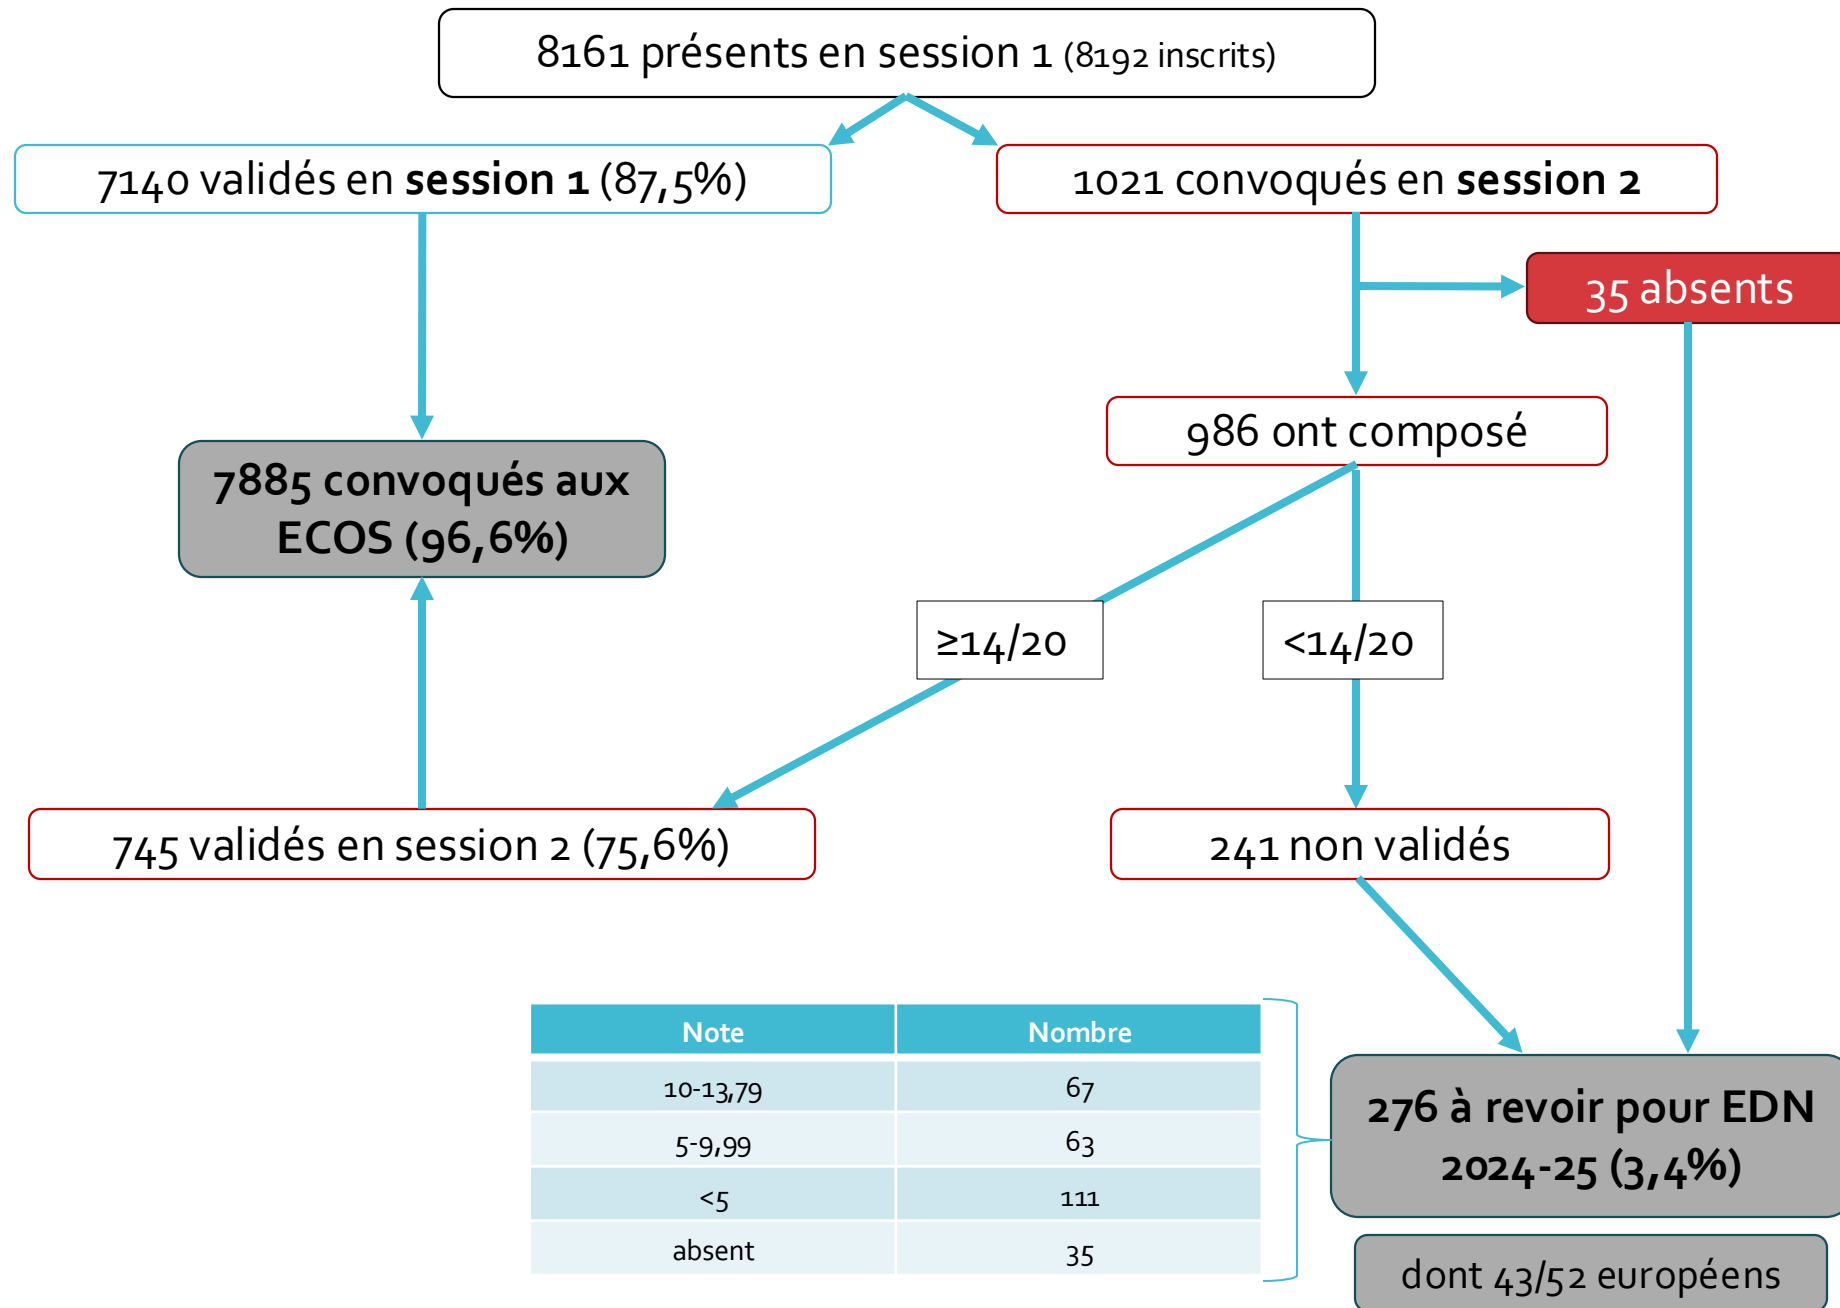 8161 présents en session 1 (8192 inscrits)
7140 validés en session 1 (87,5%)
1021 convoqués en session 2
35 absents
986 ont composé
7885 convoqués aux
ECOS (96,6%)
≥14/20
<14/20
745 validés en session 2 (75,6%)
241 non validés
Note Nombre
10-13,79 67
5-9,99 63
<5 111
absent 35
276 à revoir pour EDN
2024-25 (3,4%)
dont 43/52 européens